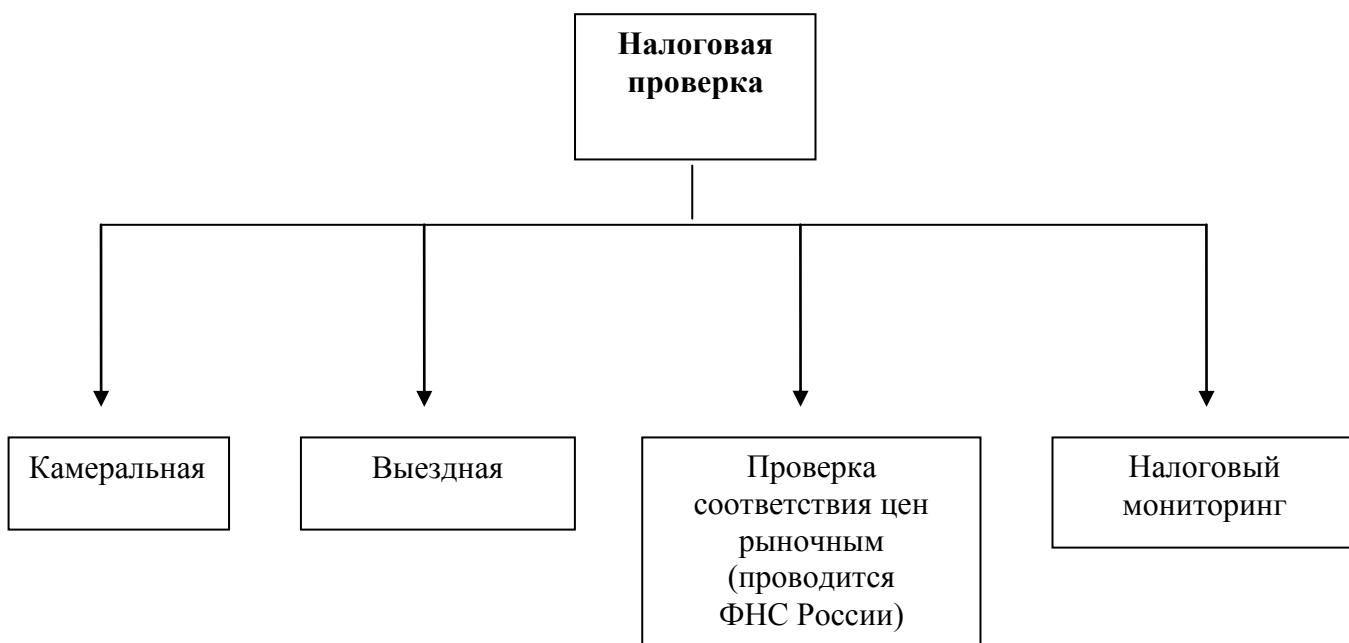 Налоговая
проверка
Камеральная
Выездная
Проверка
соответствия цен
рыночным
(проводится
ФНС России)
Налоговый
мониторинг